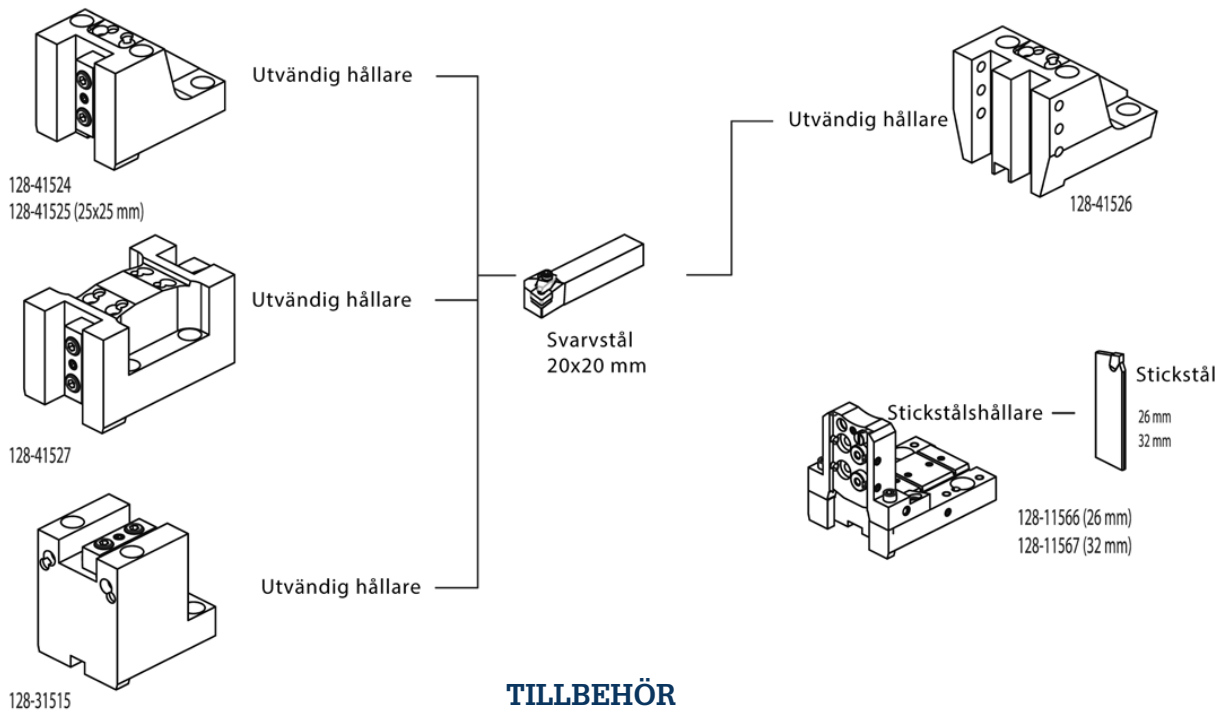 Utvändig hållare
128-41524
128-41525 (25x25 mm)
Utvändig hållare
128-41527
Utvändig hållare
128-31515
Svarvstål
20x20 mm
Utvändig hållare
128-41526
Stickstålshållare
Stickstål
26 mm
32 mm
128-11566 (26 mm)
128-11567 (32 mm)
TILLBEHÖR